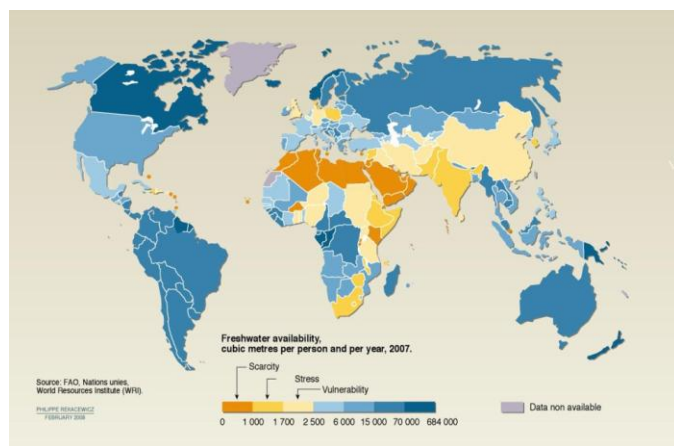 Freshwater availability,
cubic metres per person and per year, 2007.
Scarcity
Stress
Vulnerability
0 1 000 1 700 2 500 6 000 15 000 70 000 684 000
Data non available
Source: FAO, Nations unies,
World Resources Institute (WRI).
PHILIPPE REKACEWICZ
FEBRUARY 2008